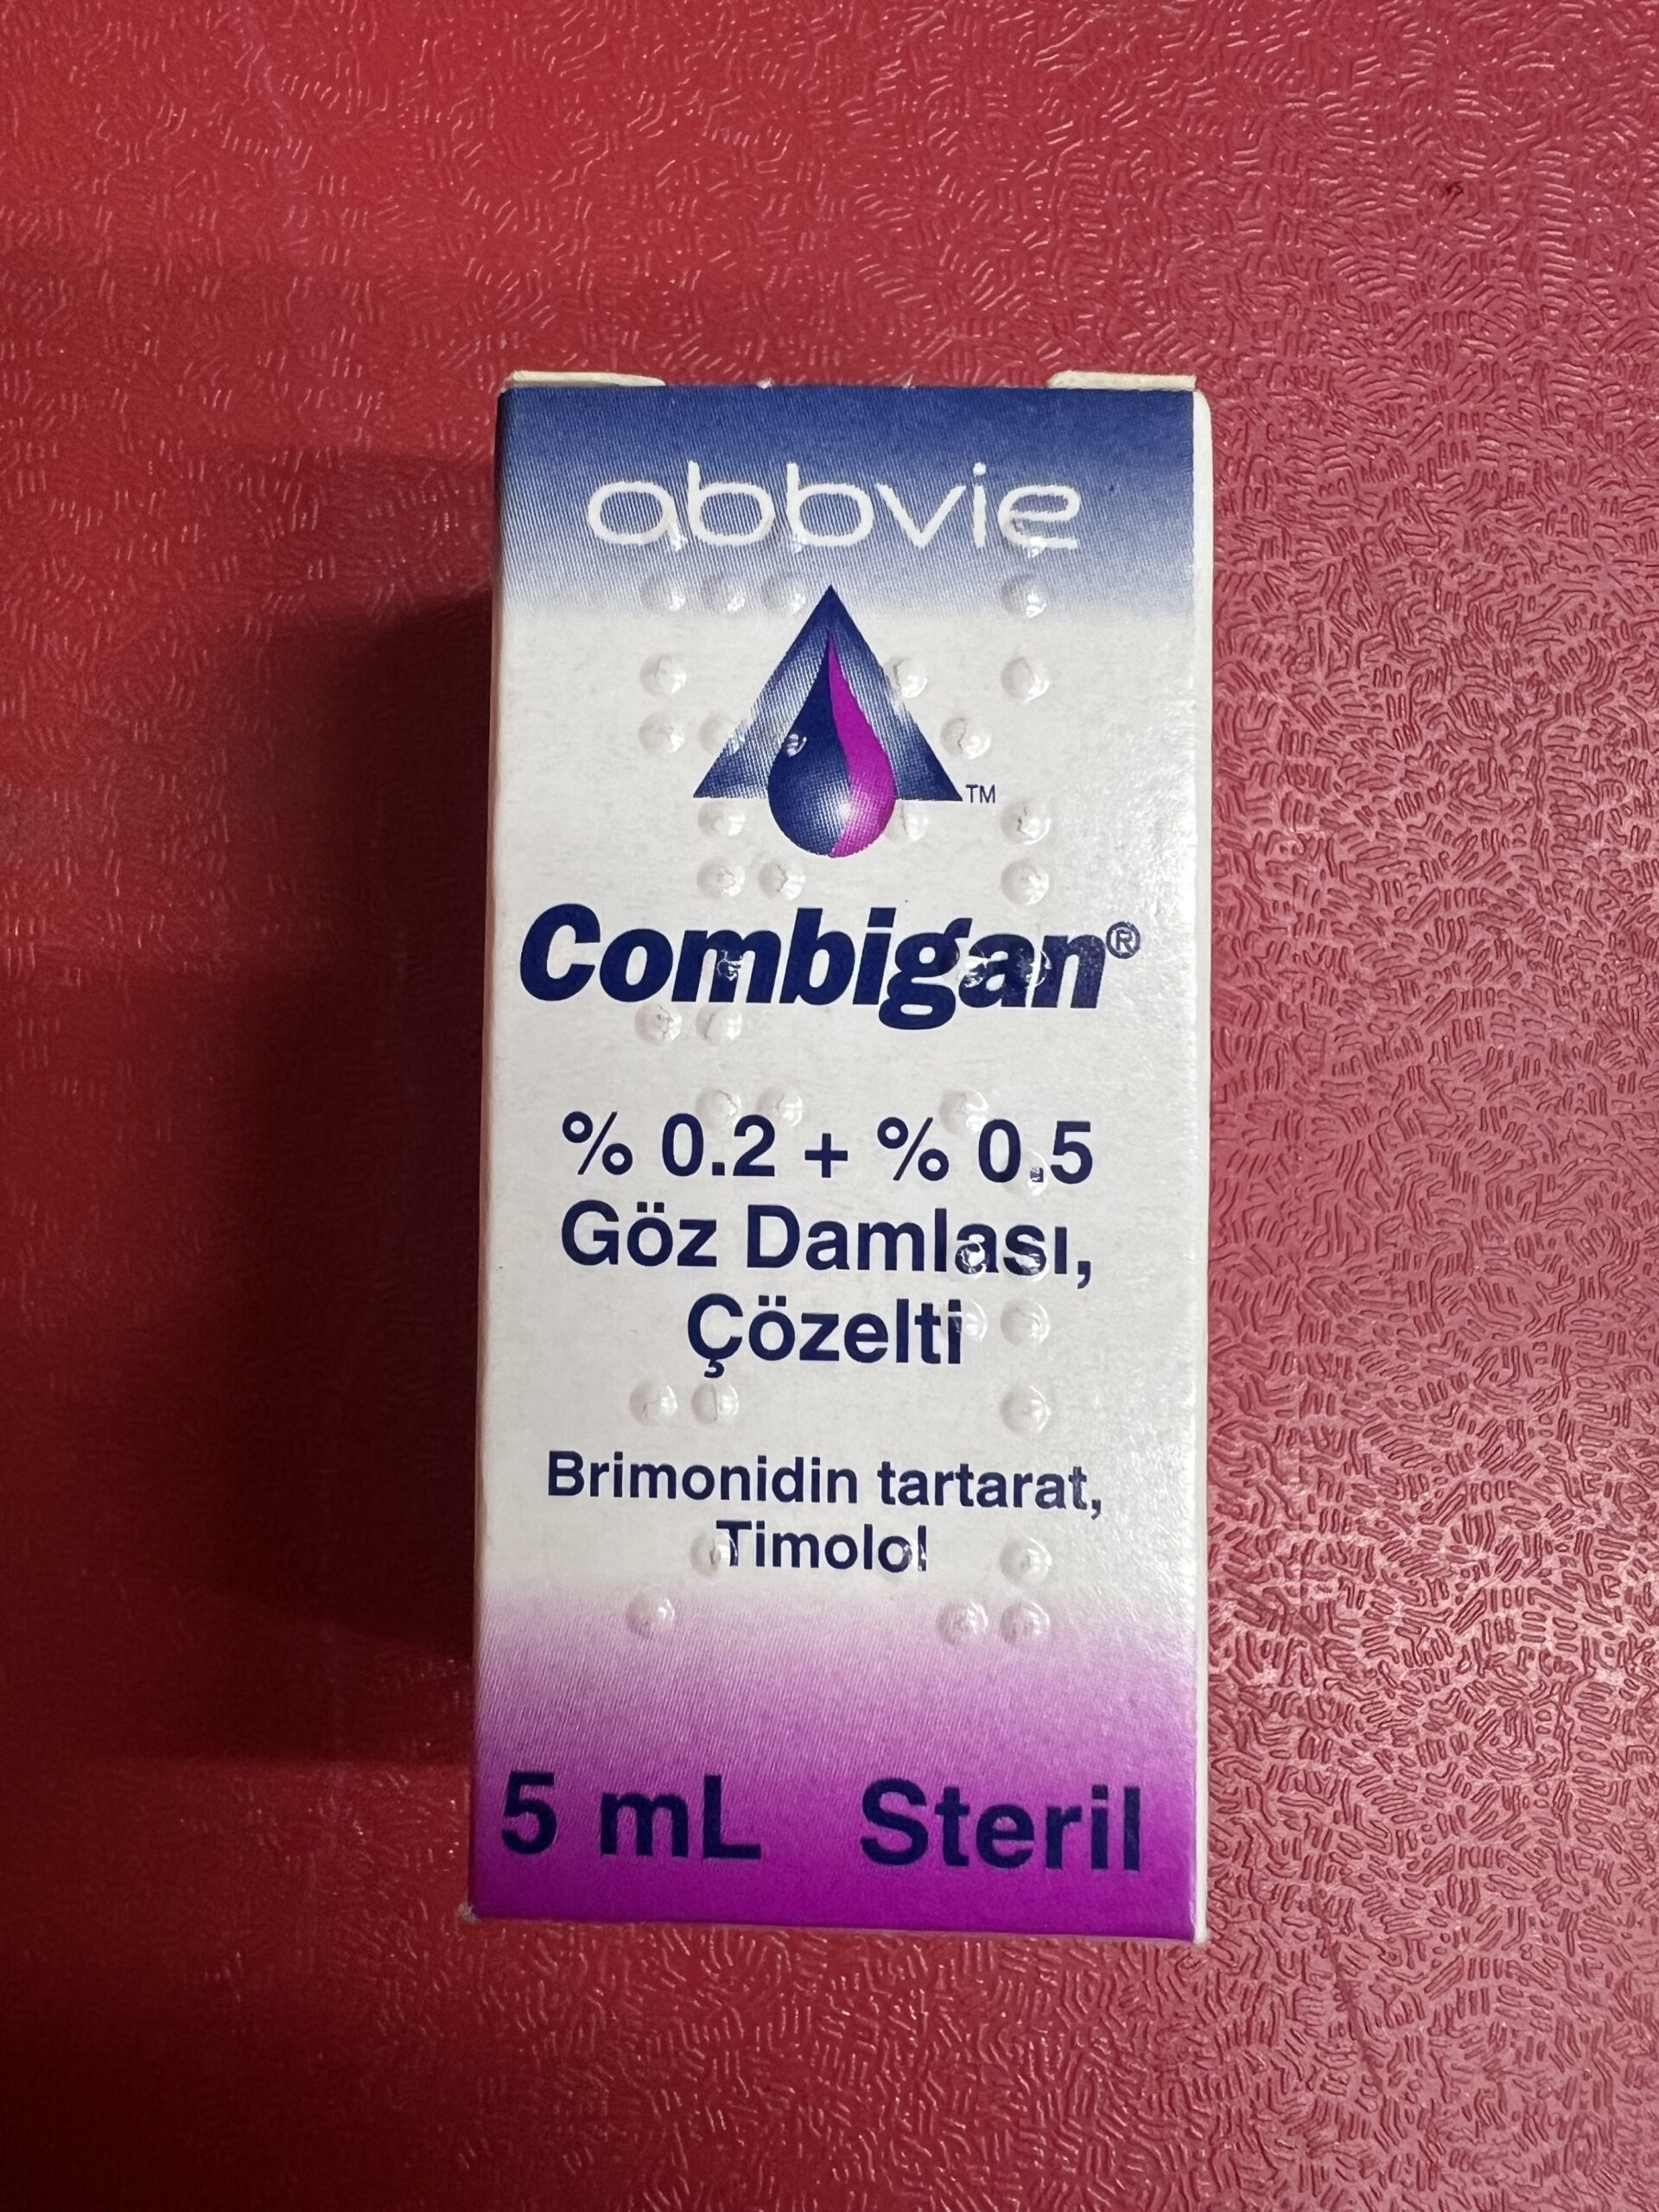 abbvie
TM
Combigan®
% 0.2 + % 0.5
Göz Damlası,
Çözelti
Brimonidin tartarat,
Timolol
5 mL Steril